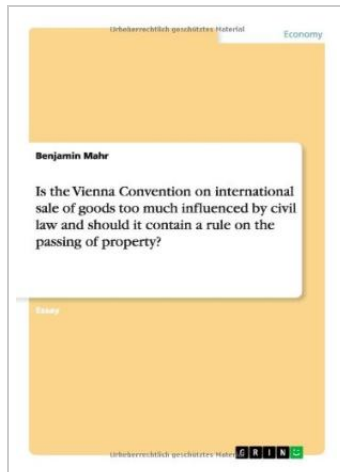 Urheberrechtlich geschütztes Material
Economy
Benjamin Mahr
Is the Vienna Convention on international
sale of goods too much influenced by civil
law and should it contain a rule on the
passing of property?
Essay
Urheberrechtlich geschütztes Mater
GRIN